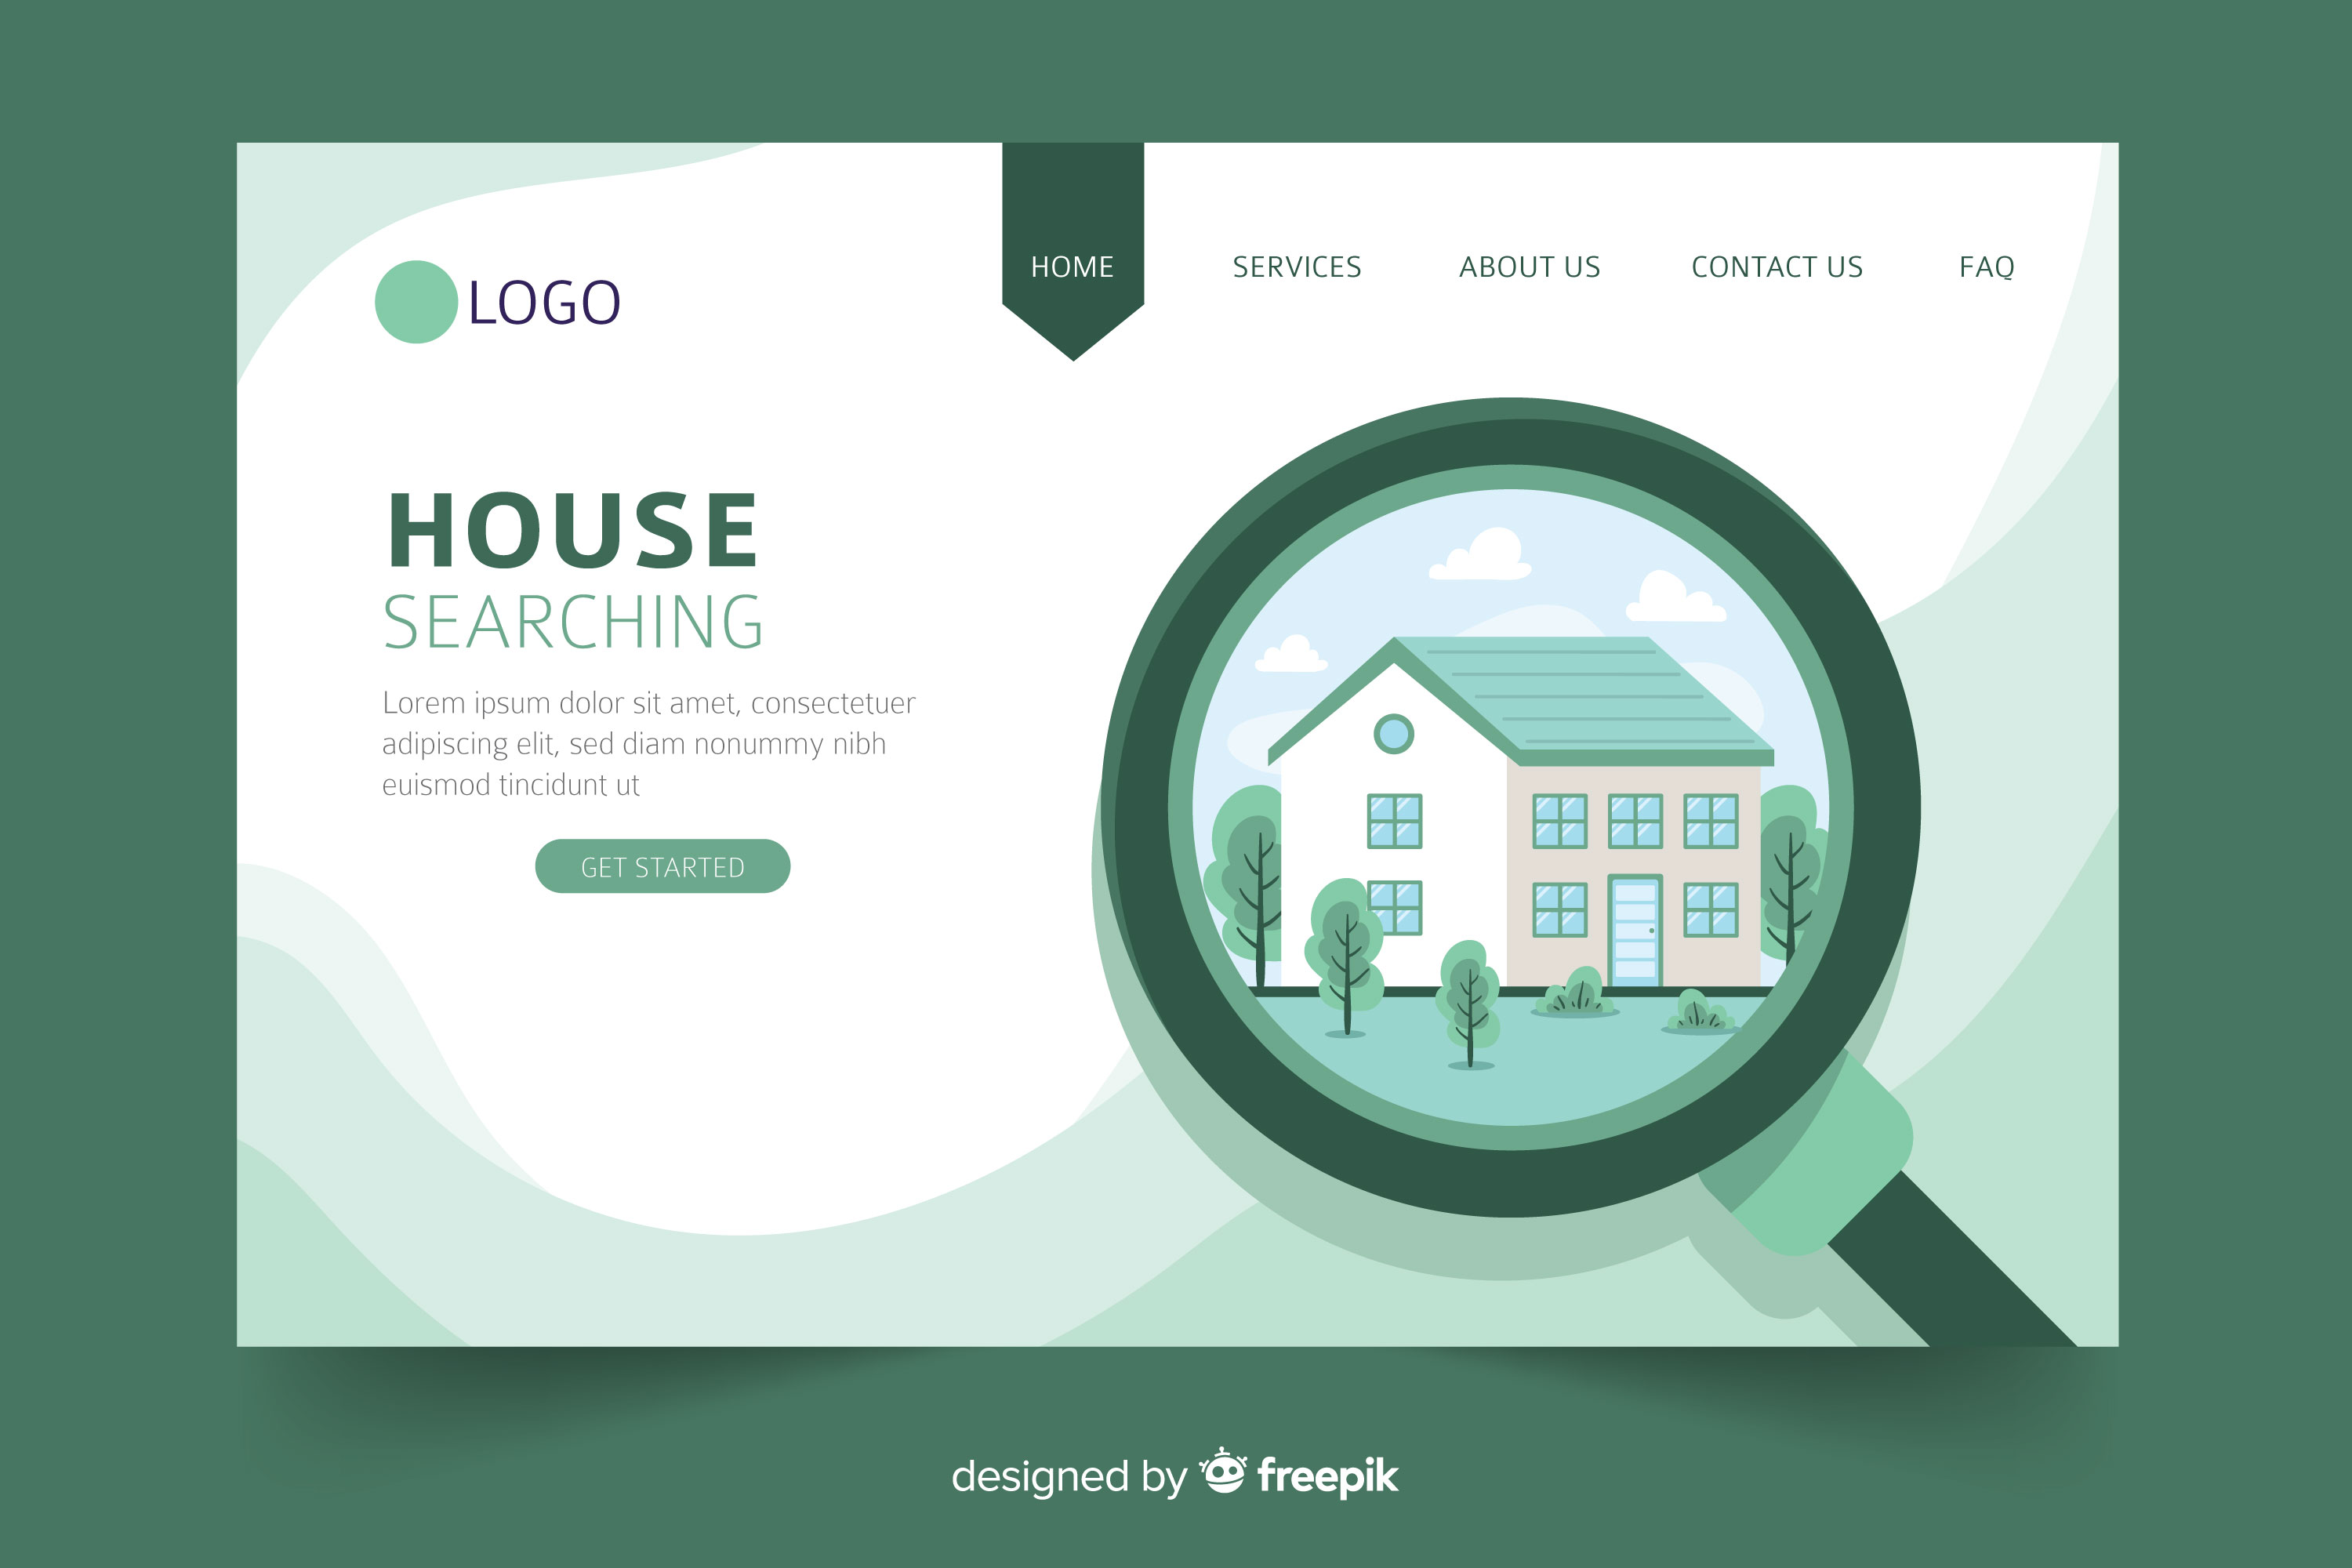 HOME
SERVICES
ABOUT US
CONTACT US
FAQ
LOGO
HOUSE
SEARCHING
Lorem ipsum dolor sit amet, consectetuer
adipiscing elit, sed diam nonummy nibh
euismod tincidunt ut
GET STARTED
designed by freepik